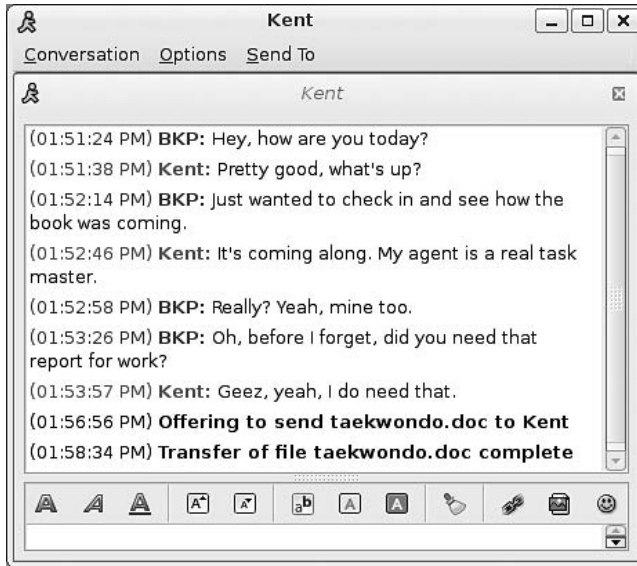 Kent
Conversation Options Send To
Kent
(01:51:24 PM) BKP: Hey, how are you today?
(01:51:38 PM) Kent: Pretty good, what's up?
(01:52:14 PM) BKP: Just wanted to check in and see how the
book was coming.
(01:52:46 PM) Kent: It's coming along. My agent is a real task
master.
(01:52:58 PM) BKP: Really? Yeah, mine too.
(01:53:26 PM) BKP: Oh, before I forget, did you need that
report for work?
(01:53:57 PM) Kent: Geez, yeah, I do need that.
(01:56:56 PM) Offering to send taekwondo.doc to Kent
(01:58:34 PM) Transfer of file taekwondo.doc complete
A A A A A ab A A